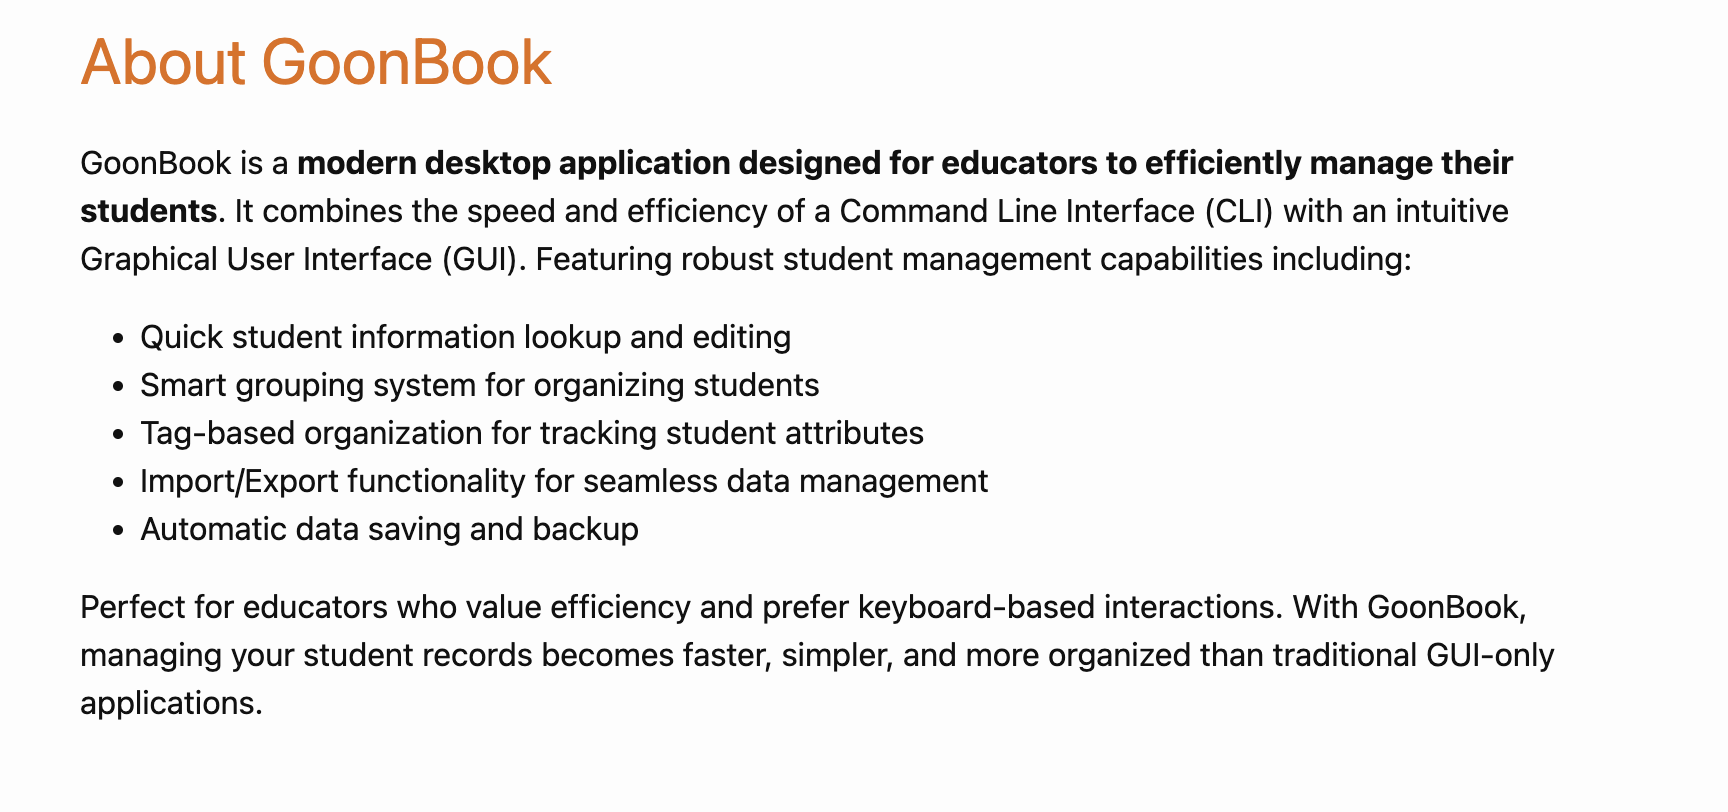 About GoonBook
GoonBook is a modern desktop application designed for educators to efficiently manage their
students. It combines the speed and efficiency of a Command Line Interface (CLI) with an intuitive
Graphical User Interface (GUI). Featuring robust student management capabilities including:
• Quick student information lookup and editing
• Smart grouping system for organizing students
• Tag-based organization for tracking student attributes
• Import/Export functionality for seamless data management
• Automatic data saving and backup
Perfect for educators who value efficiency and prefer keyboard-based interactions. With GoonBook,
managing your student records becomes faster, simpler, and more organized than traditional GUI-only
applications.